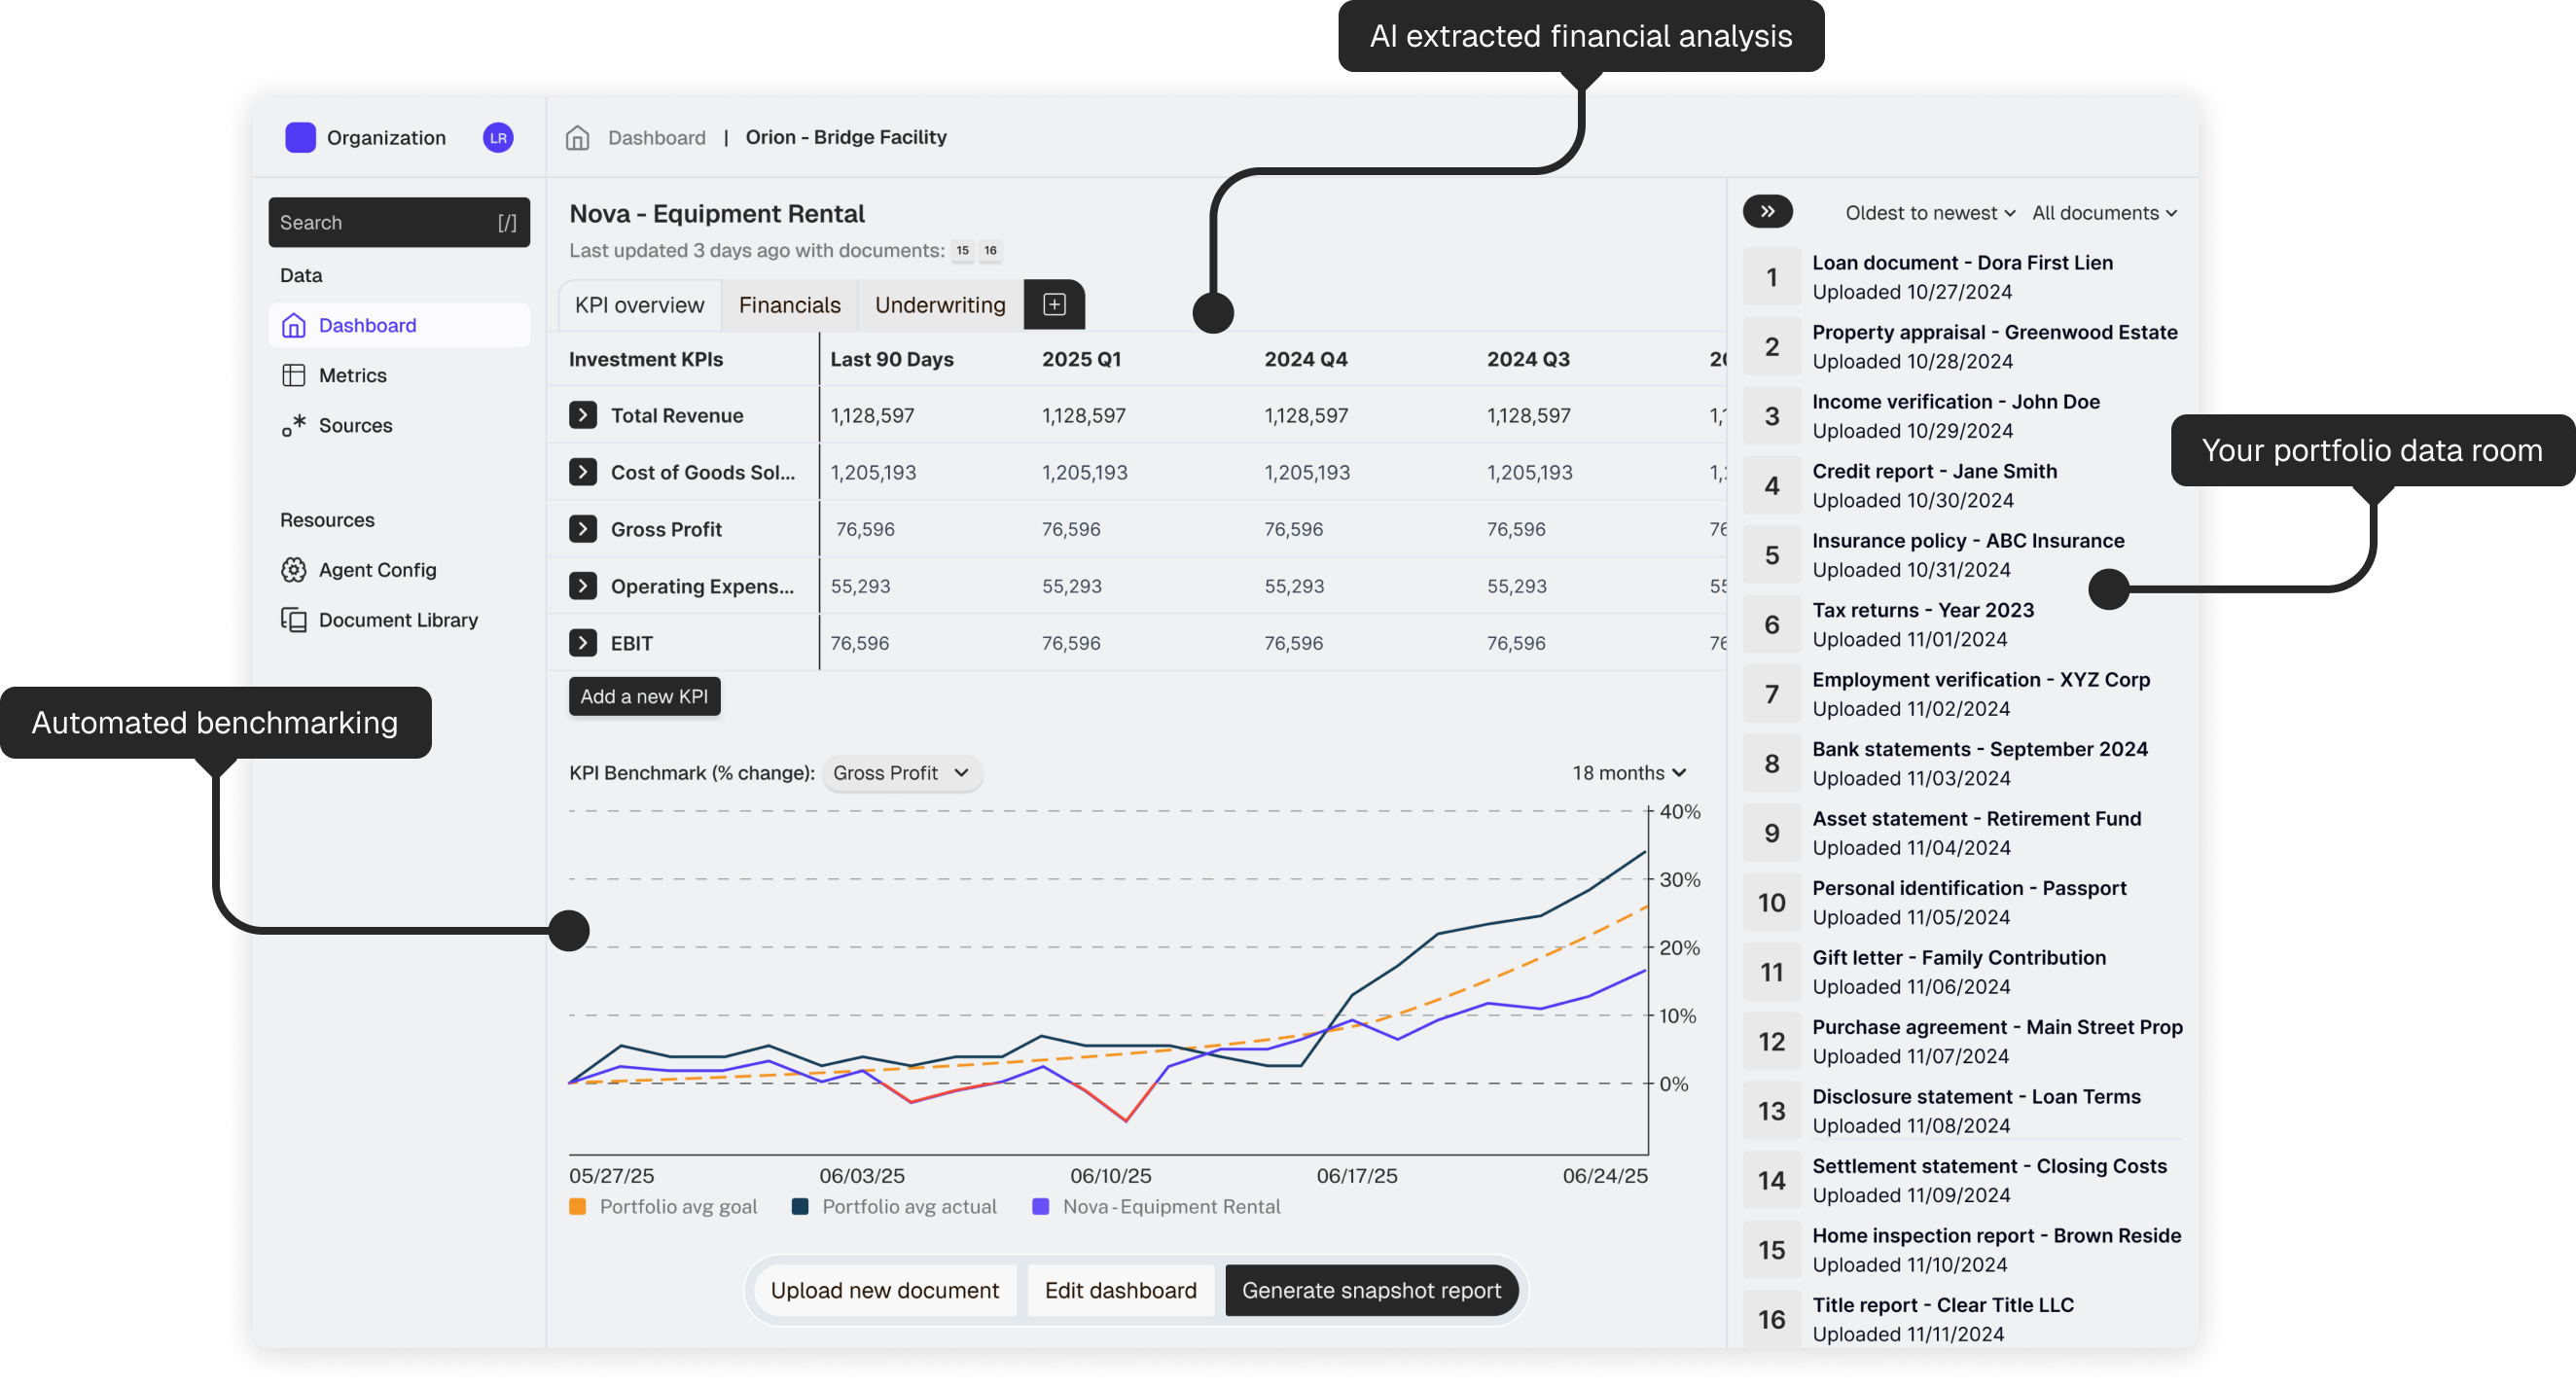 AI extracted financial analysis
Organization
LR
Dashboard | Orion - Bridge Facility
Search [/]
Data
Dashboard
Metrics
Sources
Resources
Agent Config
Document Library
Automated benchmarking
Nova - Equipment Rental
Last updated 3 days ago with documents: 15 16
KPI overview Financials Underwriting
Investment KPIs Last 90 Days 2025 Q1 2024 Q4 2024 Q3
Total Revenue 1,128,597 1,128,597 1,128,597 1,128,597
Cost of Goods Sol... 1,205,193 1,205,193 1,205,193 1,205,193
Gross Profit 76,596 76,596 76,596 76,596
Operating Expens... 55,293 55,293 55,293 55,293
EBIT 76,596 76,596 76,596 76,596
Add a new KPI
KPI Benchmark (% change): Gross Profit 18 months
40%
30%
20%
10%
0%
05/27/25 06/03/25 06/10/25 06/17/25 06/24/25
Portfolio avg goal Portfolio avg actual Nova - Equipment Rental
Upload new document Edit dashboard Generate snapshot report
Oldest to newest All documents
1 Loan document - Dora First Lien
Uploaded 10/27/2024
2 Property appraisal - Greenwood Estate
Uploaded 10/28/2024
3 Income verification - John Doe
Uploaded 10/29/2024
4 Credit report - Jane Smith
Uploaded 10/30/2024
5 Insurance policy - ABC Insurance
Uploaded 10/31/2024
6 Tax returns - Year 2023
Uploaded 11/01/2024
7 Employment verification - XYZ Corp
Uploaded 11/02/2024
8 Bank statements - September 2024
Uploaded 11/03/2024
9 Asset statement - Retirement Fund
Uploaded 11/04/2024
10 Personal identification - Passport
Uploaded 11/05/2024
11 Gift letter - Family Contribution
Uploaded 11/06/2024
12 Purchase agreement - Main Street Prop
Uploaded 11/07/2024
13 Disclosure statement - Loan Terms
Uploaded 11/08/2024
14 Settlement statement - Closing Costs
Uploaded 11/09/2024
15 Home inspection report - Brown Reside
Uploaded 11/10/2024
16 Title report - Clear Title LLC
Uploaded 11/11/2024
Your portfolio data room